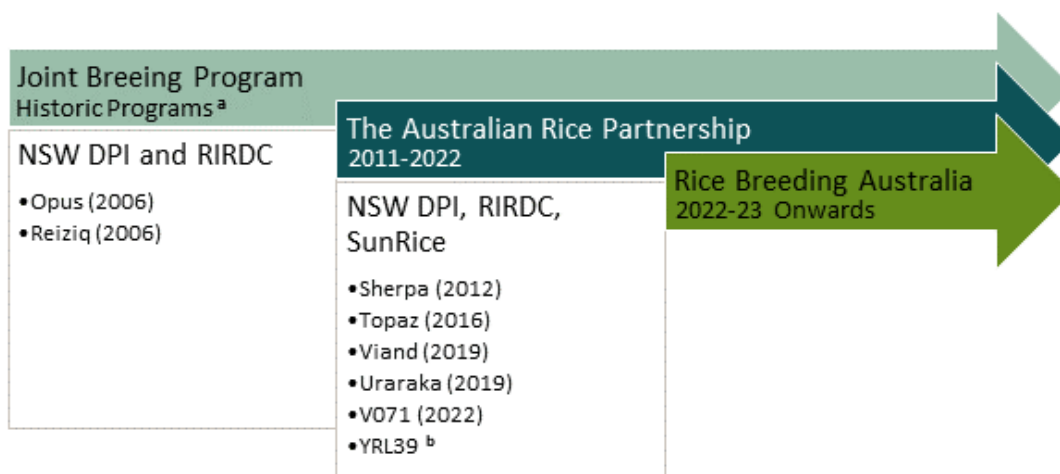 Joint Breeing Program
Historic Programs a
NSW DPI and RIRDC
•Opus (2006)
•Reiziq (2006)
The Australian Rice Partnership
2011-2022
NSW DPI, RIRDC,
SunRice
•Sherpa (2012)
•Topaz (2016)
•Viand (2019)
•Uraraka (2019)
•V071 (2022)
•YRL39 b
Rice Breeding Australia
2022-23 Onwards